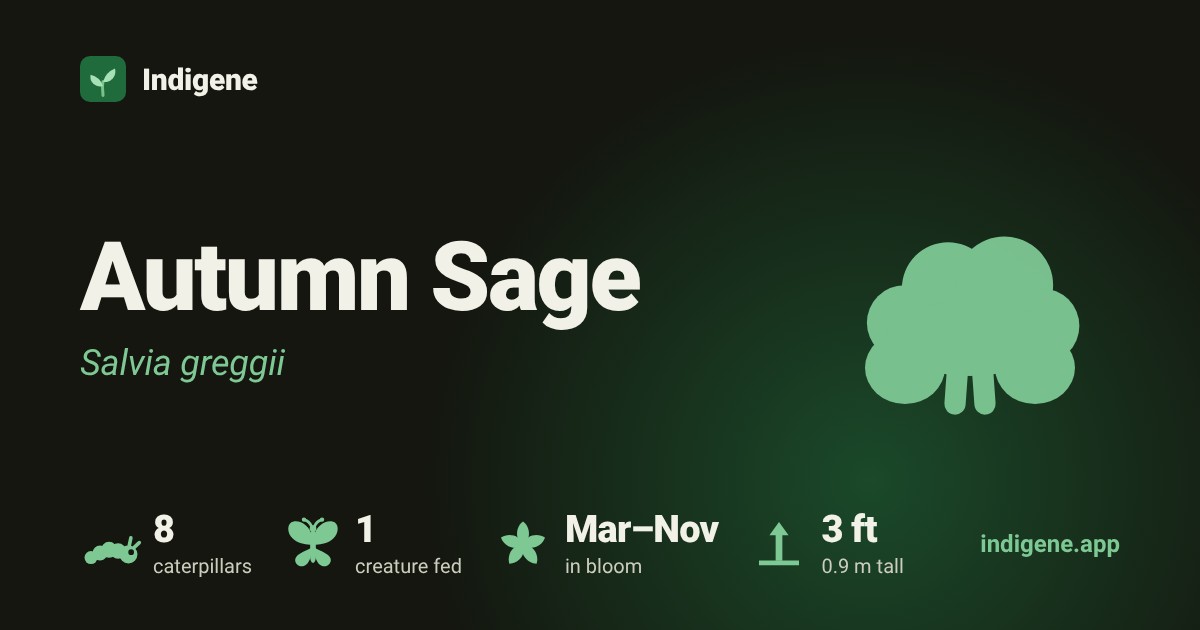 Indigene
Autumn Sage
Salvia greggii
8
caterpillars
1
creature fed
Mar–Nov
in bloom
3 ft
0.9 m tall
indigene.app